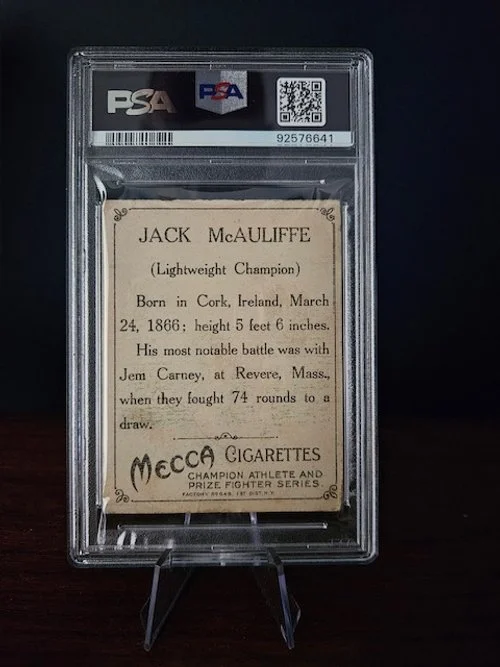 PSA
PSA
92576641
JACK McAULIFFE
(Lightweight Champion)
Born in Cork, Ireland, March
24, 1866; height 5 feet 6 inches.
His most notable battle was with
Jem Carney, at Revere, Mass.,
when they fought 74 rounds to a
draw.
MECCA CIGARETTES
CHAMPION ATHLETE AND
PRIZE FIGHTER SERIES
FACTORY